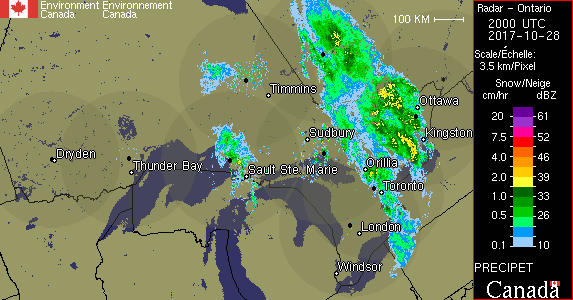 Environment Environnement
Canada Canada
100 KM
Timmins
Ottawa
Sudbury
Kingston
Dryden
Thunder Bay
Sault Ste. Marie
Orillia
Toronto
London
Windsor
Radar - Ontario
2000 UTC
2017-10-28
Scale/Échelle:
3.5 km/Pixel
Snow/Neige
cm/hr dBZ
20 61
7.5 52
4.0 46
2.0 39
1.0 33
0.5 26
0.1 10
PRECIPET
Canada